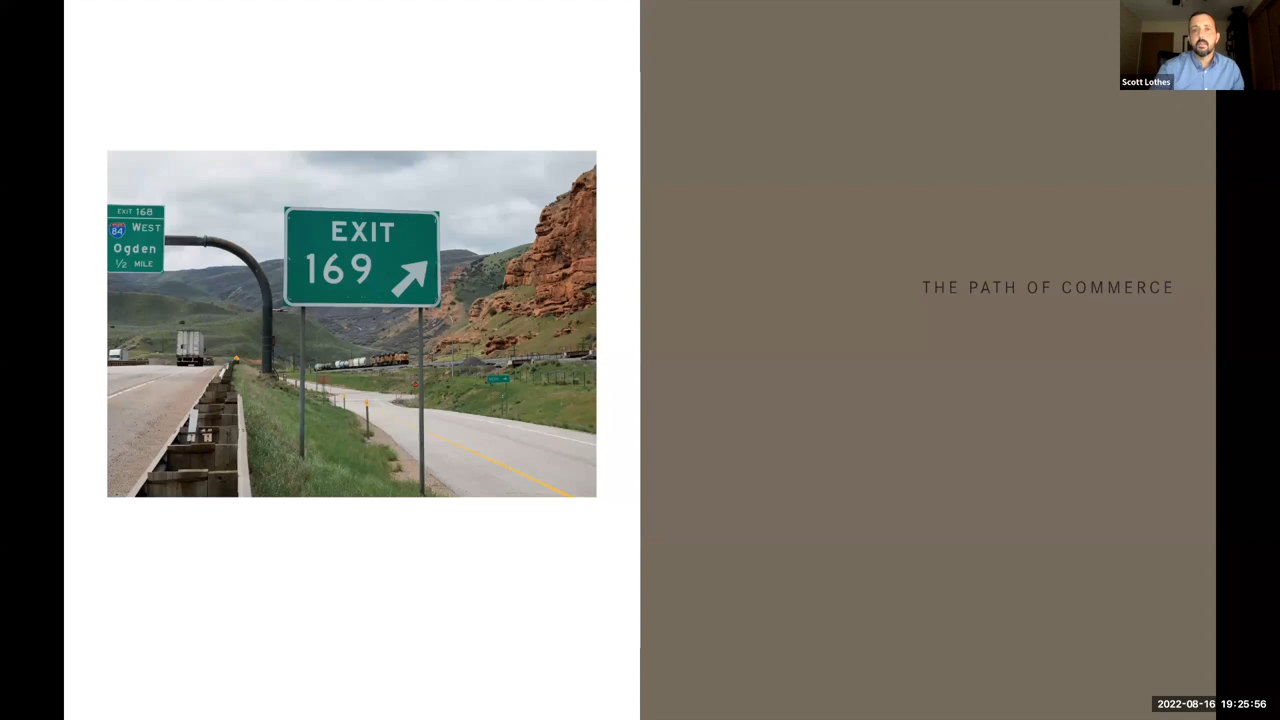 Scott Lothes
EXIT 168
84 WEST
Ogden
½ MILE
EXIT
169
THE PATH OF COMMERCE
2022-08-16 19:25:56